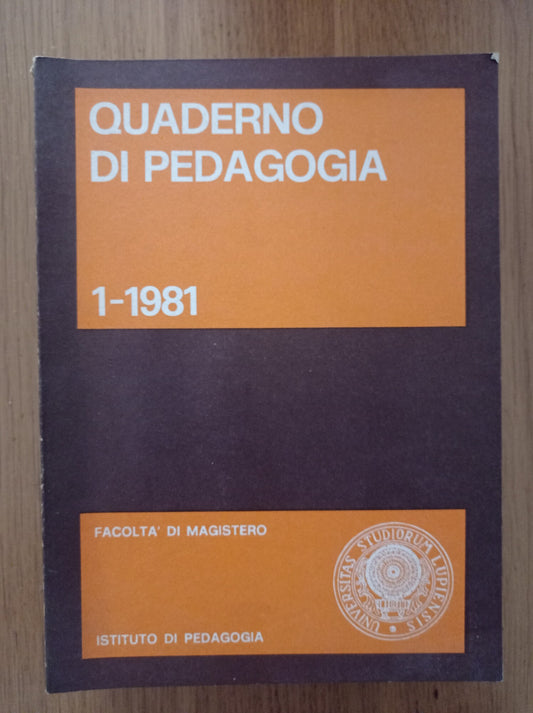 QUADERNO
DI PEDAGOGIA
1-1981
FACOLTA' DI MAGISTERO
UNIVERSITAS STUDIORUM LUPIENSIS
ISTITUTO DI PEDAGOGIA